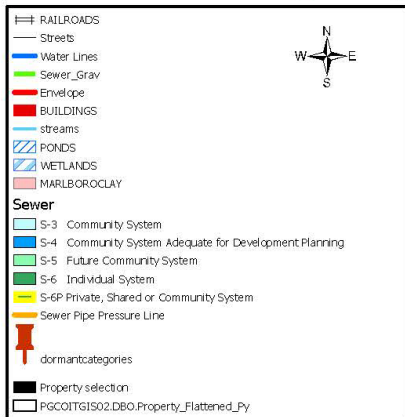 RAILROADS
Streets
Water Lines
Sewer_Grav
Envelope
BUILDINGS
streams
PONDS
WETLANDS
MARLBOROCLAY
Sewer
S-3 Community System
S-4 Community System Adequate for Development Planning
S-5 Future Community System
S-6 Individual System
S-6P Private, Shared or Community System
Sewer Pipe Pressure Line
dormantcategories
Property selection
PGCOITGIS02.DBO.Property_Flattened_Py
N
W E
S